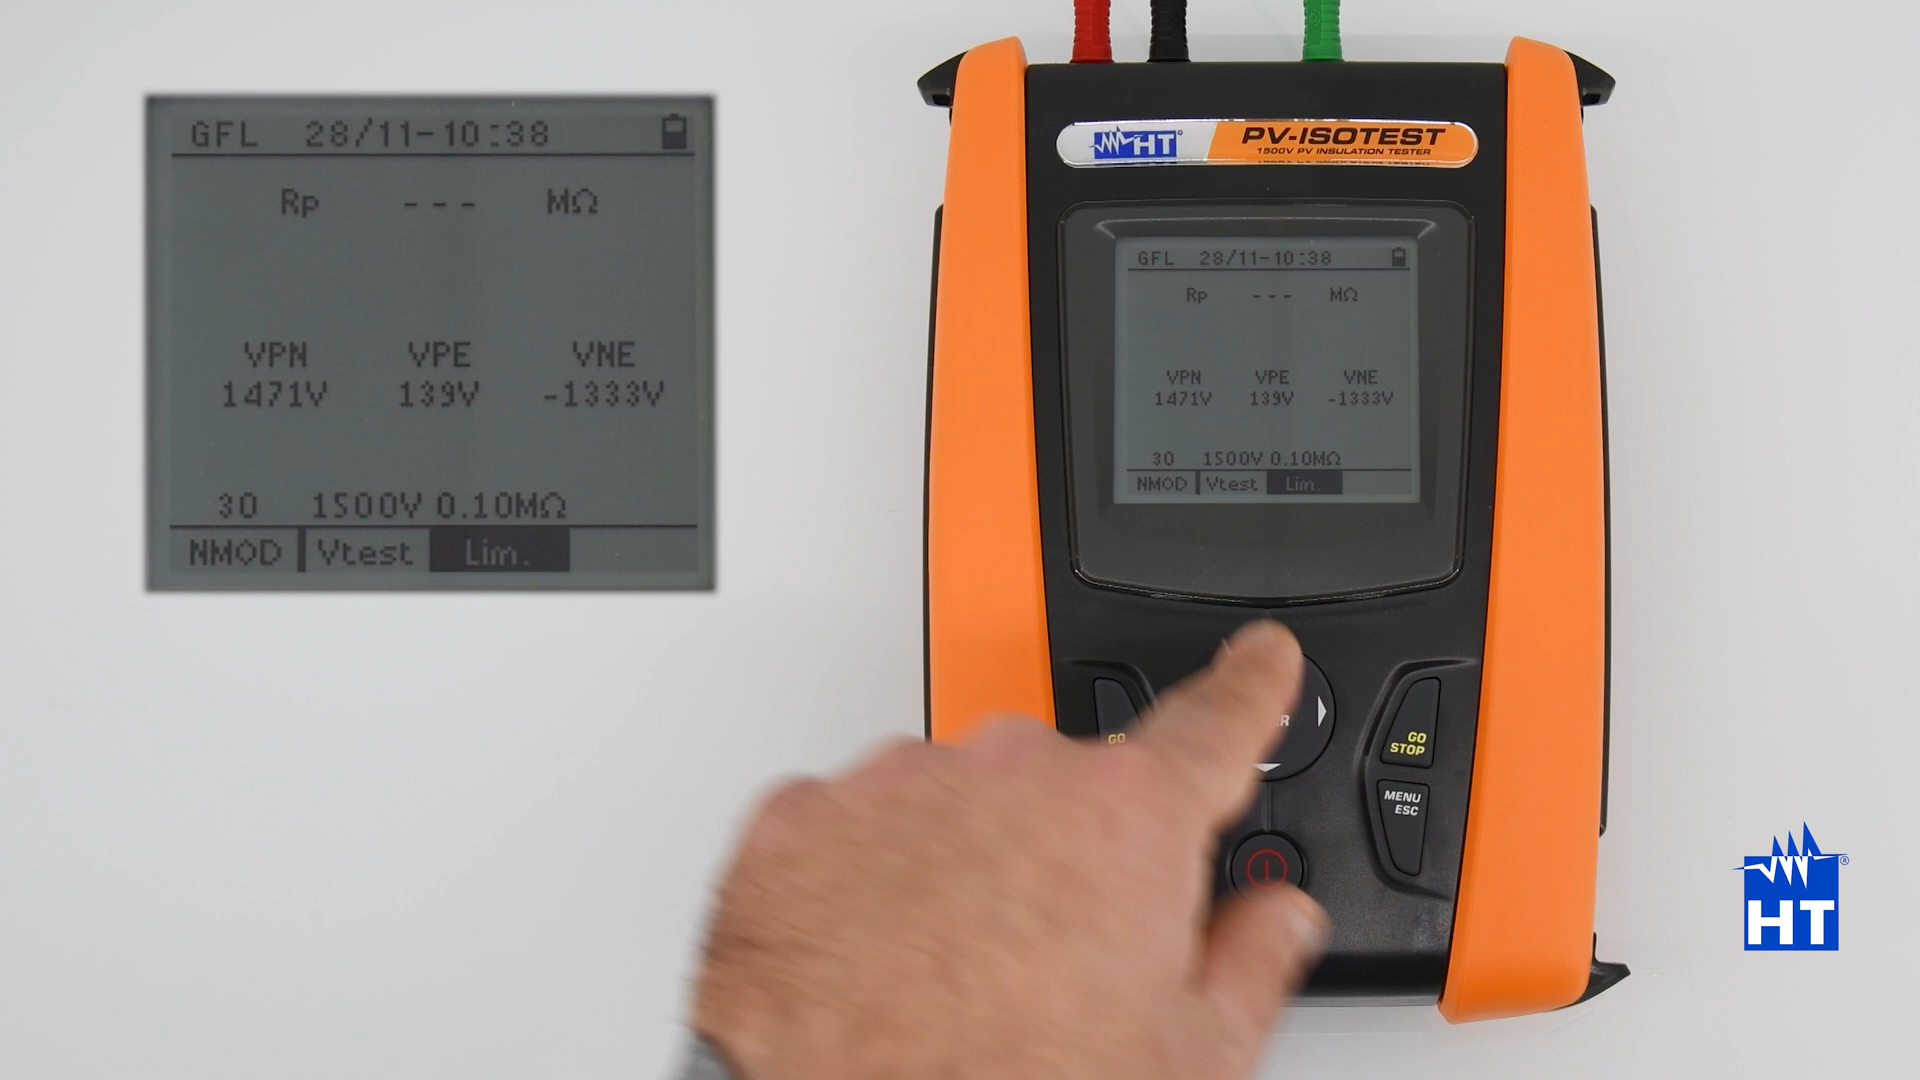 GFL 28/11-10:38
Rp --- MΩ
VPN VPE VNE
1471V 139V -1333V
30 1500V 0.10MΩ
NMOD Vtest Lim.
HT
PV-ISOTEST
1500V PV INSULATION TESTER
GFL 28/11-10:38
Rp --- MΩ
VPN VPE VNE
1471V 139V -1333V
30 1500V 0.10MΩ
NMOD Vtest Lim.
GO
GO
STOP
MENU
ESC
HT